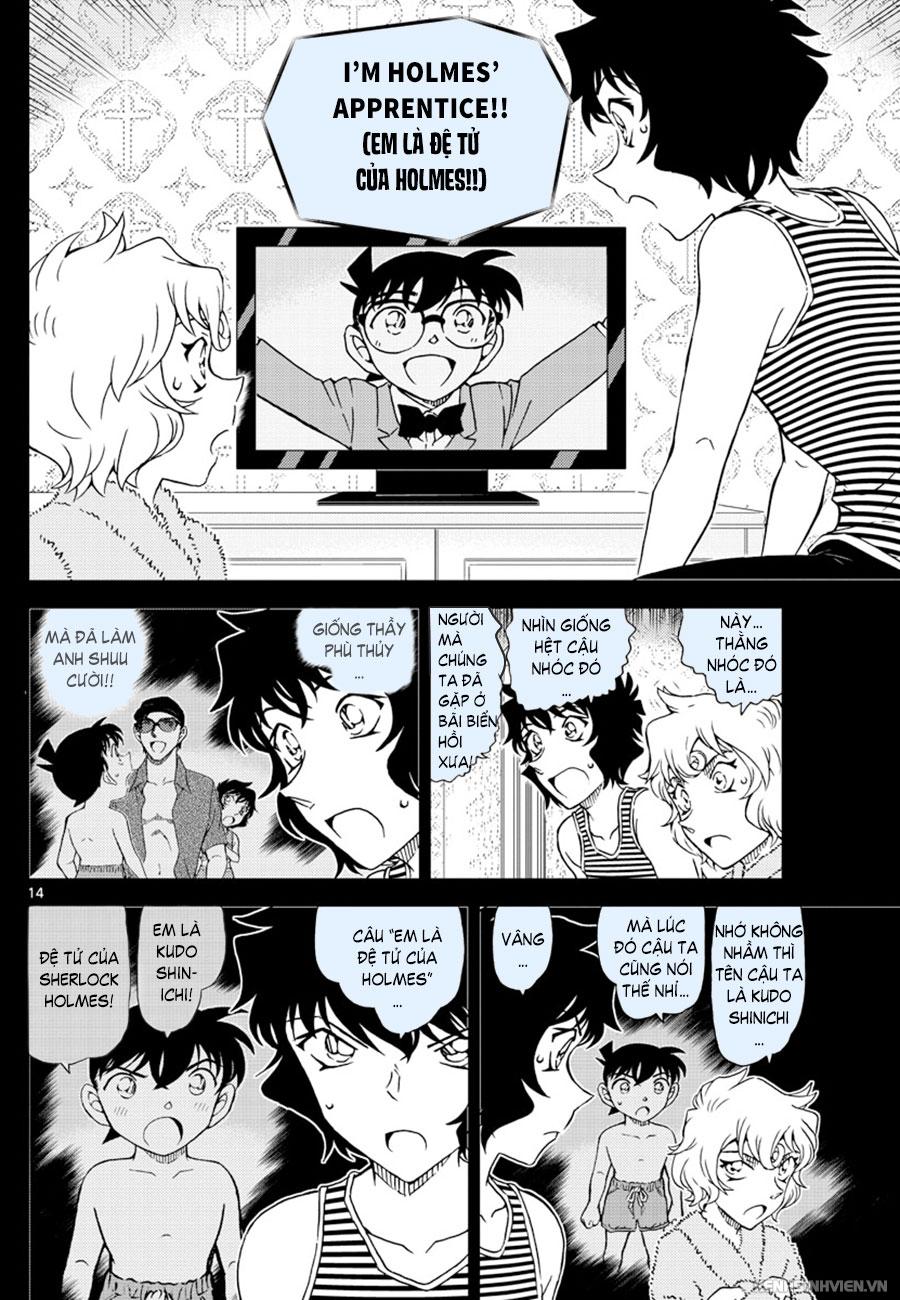 I'M HOLMES'
APPRENTICE!!
(EM LÀ ĐỆ TỬ
CỦA HOLMES!!)
NÀY...
THẰNG
NHÓC ĐÓ
LÀ...
NHÌN GIỐNG
HỆT CẬU
NHÓC ĐÓ
...
NGƯỜI
MÀ
CHÚNG
TA ĐÃ
GẶP Ở
BÃI BIỂN
HỒI
XƯA!
GIỐNG THẦY
PHÙ THỦY
...
MÀ ĐÃ LÀM
ANH SHUU
CƯỜI!!
14
NHỚ KHÔNG
NHẦM THÌ
TÊN CẬU TA
LÀ KUDO
SHINICHI
...
MÀ LÚC
ĐÓ CẬU TA
CŨNG NÓI
THẾ NHỈ...
VÂNG
...
CÂU "EM LÀ
ĐỆ TỬ CỦA
HOLMES"
...
EM LÀ
KUDO
SHIN-
ICHI!
ĐỆ TỬ CỦA
SHERLOCK
HOLMES!
KENHSINHVIEN.VN